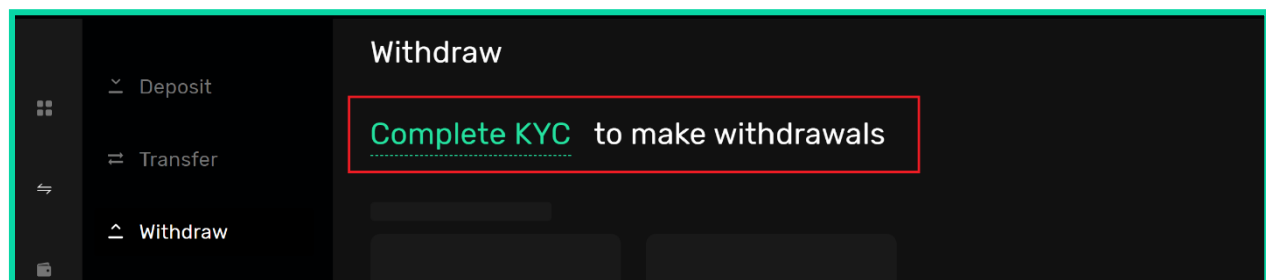 Withdraw
Deposit
Complete KYC to make withdrawals
Transfer
Withdraw